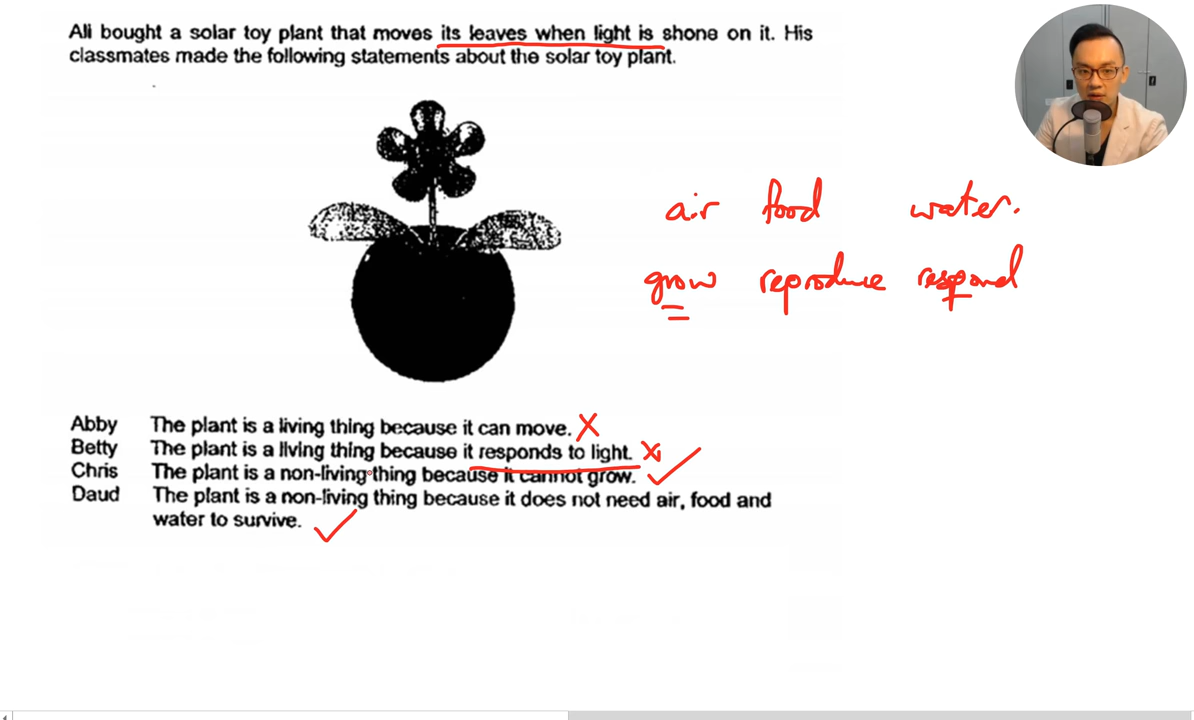 Ali bought a solar toy plant that moves its leaves when light is shone on it. His
classmates made the following statements about the solar toy plant.
air food water.
grow reproduce respond
Abby The plant is a living thing because it can move. X
Betty The plant is a living thing because it responds to light. X
Chris The plant is a non-living thing because it cannot grow. ✓
Daud The plant is a non-living thing because it does not need air, food and
water to survive. ✓